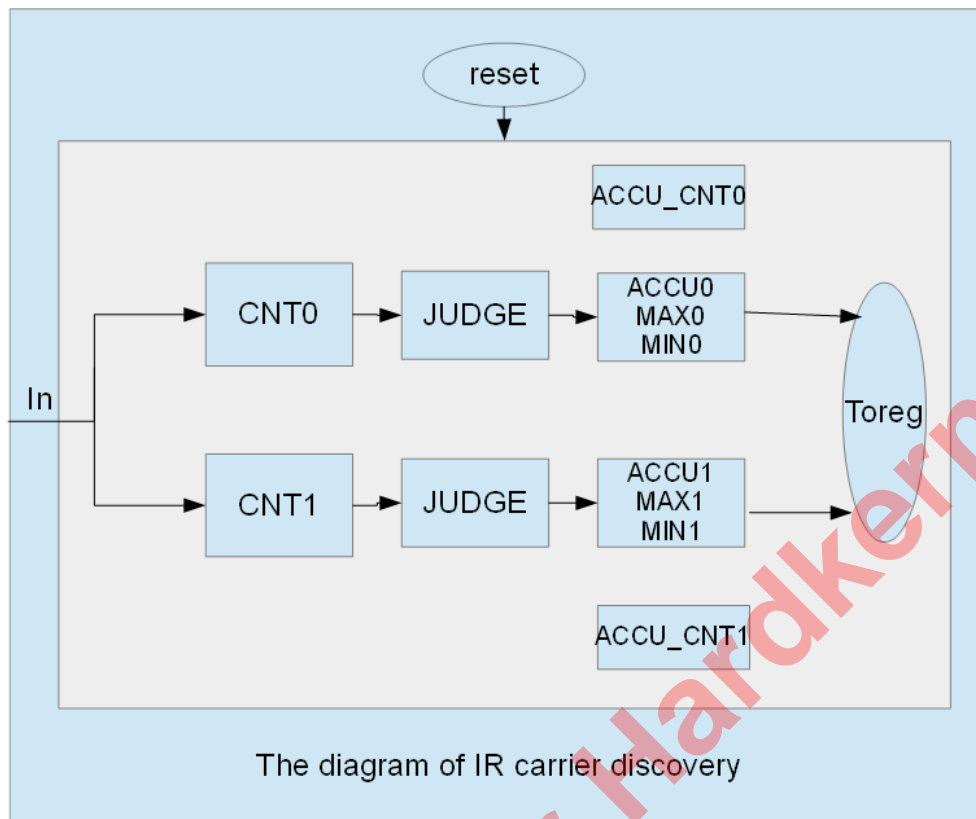 reset
ACCU_CNT0
CNT0
JUDGE
ACCU0
MAX0
MIN0
In
Toreg
CNT1
JUDGE
ACCU1
MAX1
MIN1
ACCU_CNT1
The diagram of IR carrier discovery